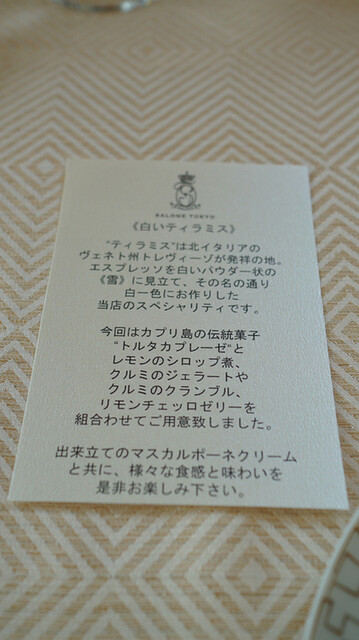 SALONE TOKYO
《白いティラミス》
“ティラミス”は北イタリアの
ヴェネト州トレヴィーゾが発祥の地。
エスプレッソを白いパウダー状の
《雪》に見立て、その名の通り
白一色にお作りした
当店のスペシャリティです。
今回はカプリ島の伝統菓子
“トルタカプレーゼ”と
レモンのシロップ煮、
クルミのジェラートや
クルミのクランブル、
リモンチェッロゼリーを
組合わせてご用意致しました。
出来立てのマスカルポーネクリーム
と共に、様々な食感と味わいを
是非お楽しみ下さい。